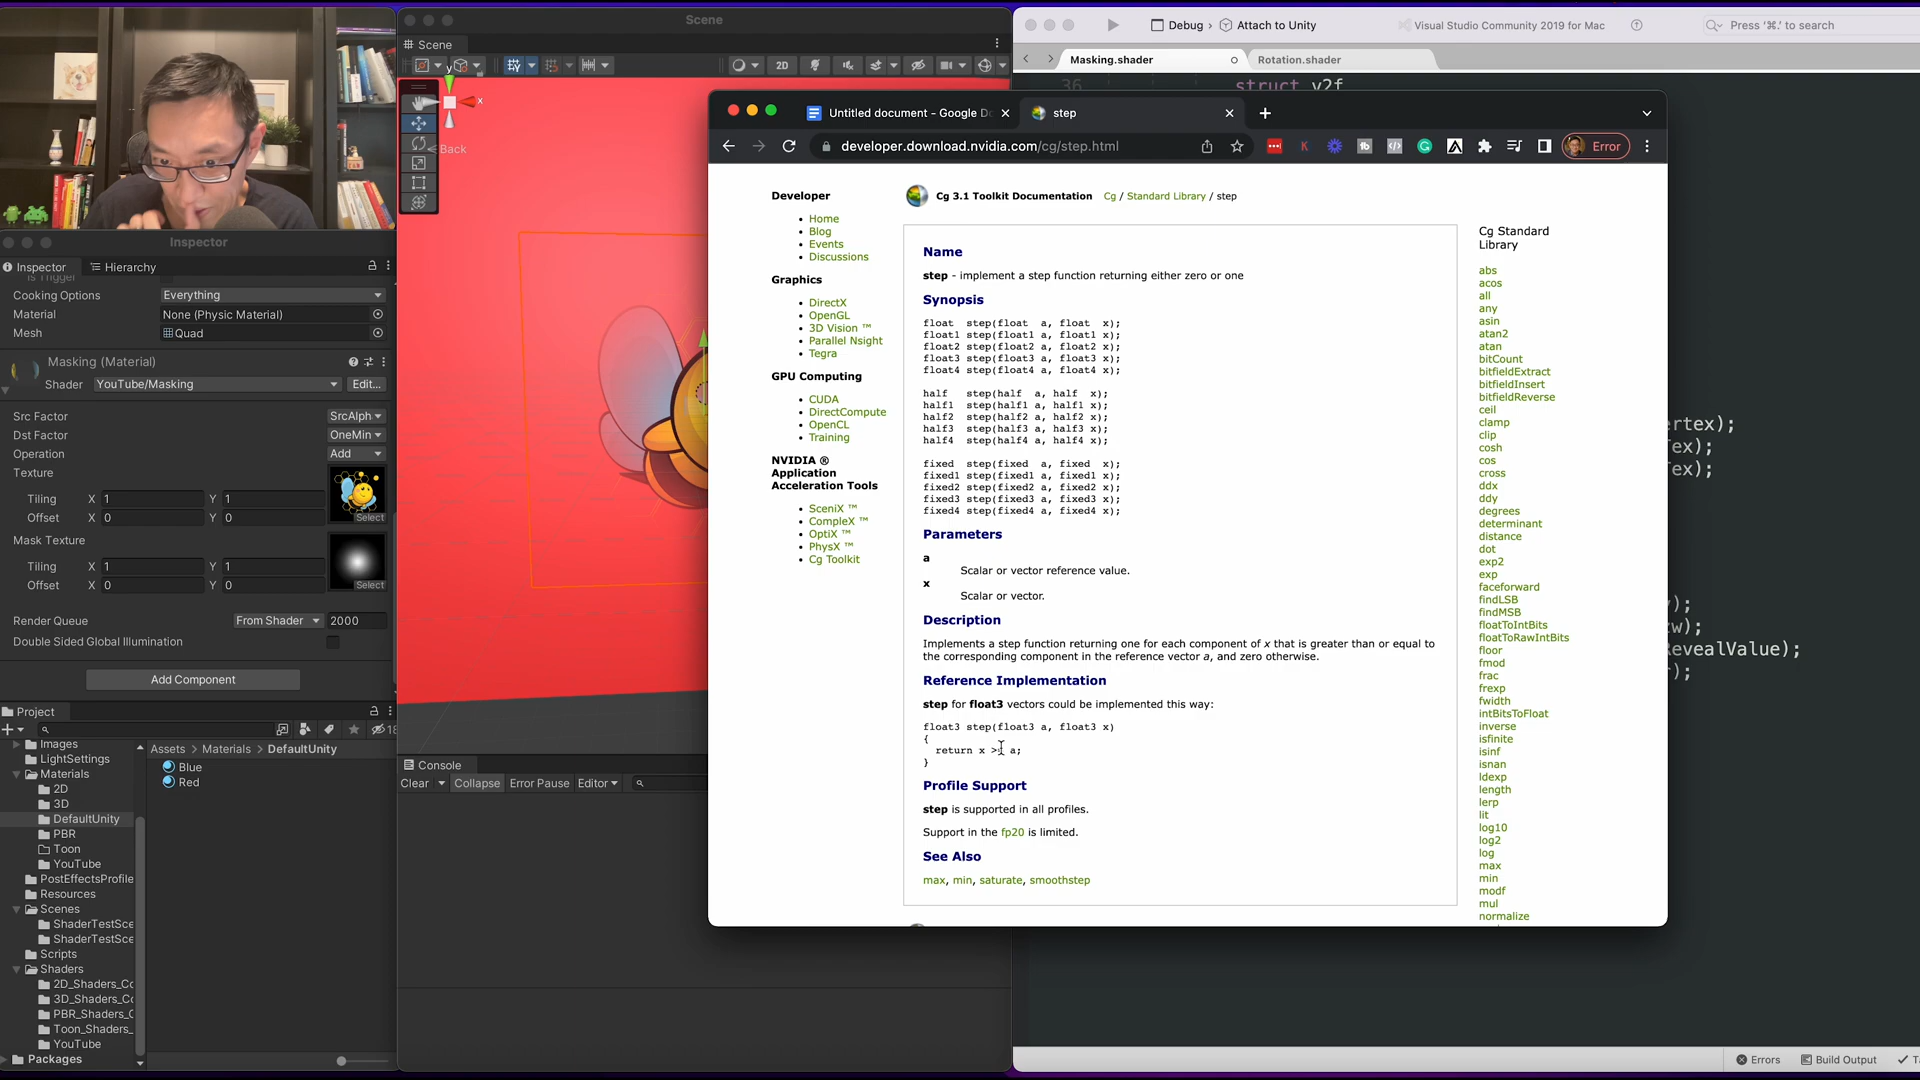 Scene
Scene
2D
y
x
Back
Inspector
Inspector
Hierarchy
Is Trigger
Cooking Options
Everything
Material
None (Physic Material)
Mesh
Quad
Masking (Material)
Shader
YouTube/Masking
Edit...
Src Factor
SrcAlph
Dst Factor
OneMin
Operation
Add
Texture
Tiling X 1 Y 1
Offset X 0 Y 0
Select
Mask Texture
Tiling X 1 Y 1
Offset X 0 Y 0
Select
Render Queue
From Shader
2000
Double Sided Global Illumination
Add Component
Project
18
Images
LightSettings
Materials
2D
3D
DefaultUnity
PBR
Toon
YouTube
PostEffectsProfile
Resources
Scenes
ShaderTestSce
ShaderTestSce
Scripts
Shaders
2D_Shaders_Co
3D_Shaders_Co
PBR_Shaders_C
Toon_Shaders_
YouTube
Packages
Assets > Materials > DefaultUnity
Blue
Red
Console
Clear
Collapse
Error Pause
Editor
Debug › Attach to Unity
Visual Studio Community 2019 for Mac
Press '⌘.' to search
Masking.shader
Rotation.shader
36 struct v2f
Untitled document - Google Do
step
developer.download.nvidia.com/cg/step.html
Error
Developer
Home
Blog
Events
Discussions
Graphics
DirectX
OpenGL
3D Vision ™
Parallel Nsight
Tegra
GPU Computing
CUDA
DirectCompute
OpenCL
Training
NVIDIA ®
Application
Acceleration Tools
SceniX ™
CompleX ™
OptiX ™
PhysX ™
Cg Toolkit
Cg 3.1 Toolkit Documentation
Cg / Standard Library / step
Name
step - implement a step function returning either zero or one
Synopsis
float step(float a, float x);
float1 step(float1 a, float1 x);
float2 step(float2 a, float2 x);
float3 step(float3 a, float3 x);
float4 step(float4 a, float4 x);
half step(half a, half x);
half1 step(half1 a, half1 x);
half2 step(half2 a, half2 x);
half3 step(half3 a, half3 x);
half4 step(half4 a, half4 x);
fixed step(fixed a, fixed x);
fixed1 step(fixed1 a, fixed1 x);
fixed2 step(fixed2 a, fixed2 x);
fixed3 step(fixed3 a, fixed3 x);
fixed4 step(fixed4 a, fixed4 x);
Parameters
a
Scalar or vector reference value.
x
Scalar or vector.
Description
Implements a step function returning one for each component of x that is greater than or equal to
the corresponding component in the reference vector a, and zero otherwise.
Reference Implementation
step for float3 vectors could be implemented this way:
float3 step(float3 a, float3 x)
{
return x >= a;
}
Profile Support
step is supported in all profiles.
Support in the fp20 is limited.
See Also
max, min, saturate, smoothstep
Cg Standard
Library
abs
acos
all
any
asin
atan2
atan
bitCount
bitfieldExtract
bitfieldInsert
bitfieldReverse
ceil
clamp
clip
cosh
cos
cross
ddx
ddy
degrees
determinant
distance
dot
exp2
exp
faceforward
findLSB
findMSB
floatToIntBits
floatToRawIntBits
floor
fmod
frac
frexp
fwidth
intBitsToFloat
inverse
isfinite
isinf
isnan
ldexp
length
lerp
lit
log10
log2
log
max
min
modf
mul
normalize
rtex);
ex);
ex);
);
zw);
RevealValue);
);
Errors
Build Output